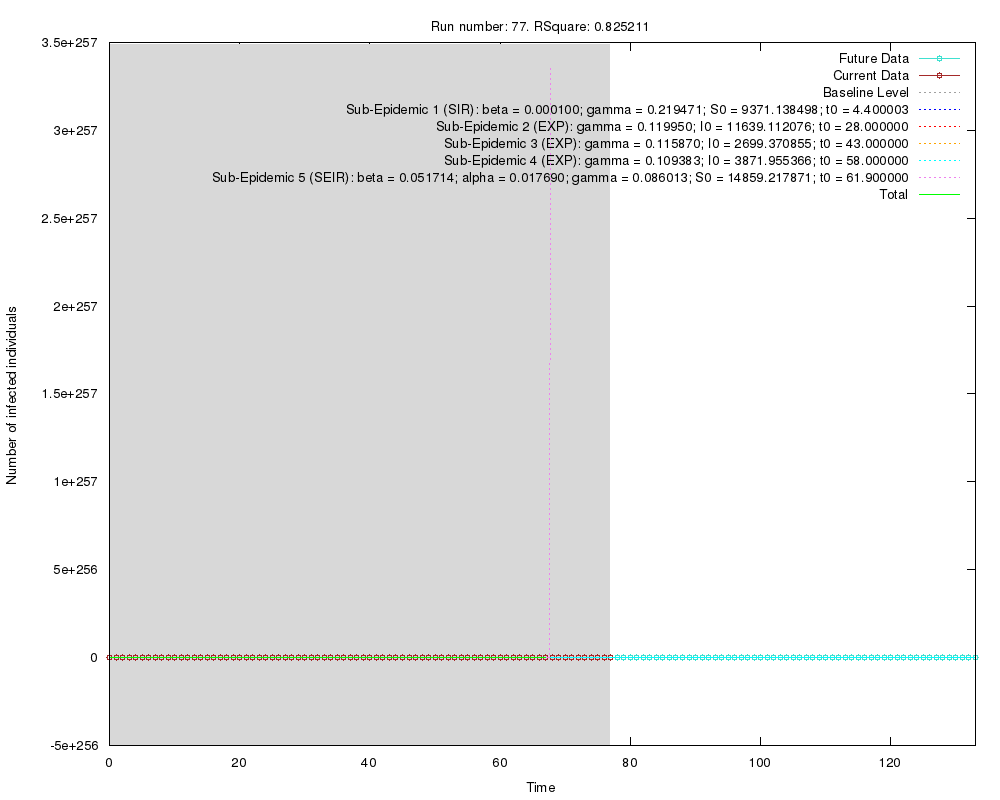 Run number: 77. RSquare: 0.825211
3.5e+257
3e+257
2.5e+257
2e+257
1.5e+257
1e+257
5e+256
0
-5e+256
Number of infected individuals
Future Data
Current Data
Baseline Level
Sub-Epidemic 1 (SIR): beta = 0.000100; gamma = 0.219471; S0 = 9371.138498; t0 = 4.400003
Sub-Epidemic 2 (EXP): gamma = 0.119950; I0 = 11639.112076; t0 = 28.000000
Sub-Epidemic 3 (EXP): gamma = 0.115870; I0 = 2699.370855; t0 = 43.000000
Sub-Epidemic 4 (EXP): gamma = 0.109383; I0 = 3871.955366; t0 = 58.000000
Sub-Epidemic 5 (SEIR): beta = 0.051714; alpha = 0.017690; gamma = 0.086013; S0 = 14859.217871; t0 = 61.900000
Total
0 20 40 60 80 100 120
Time